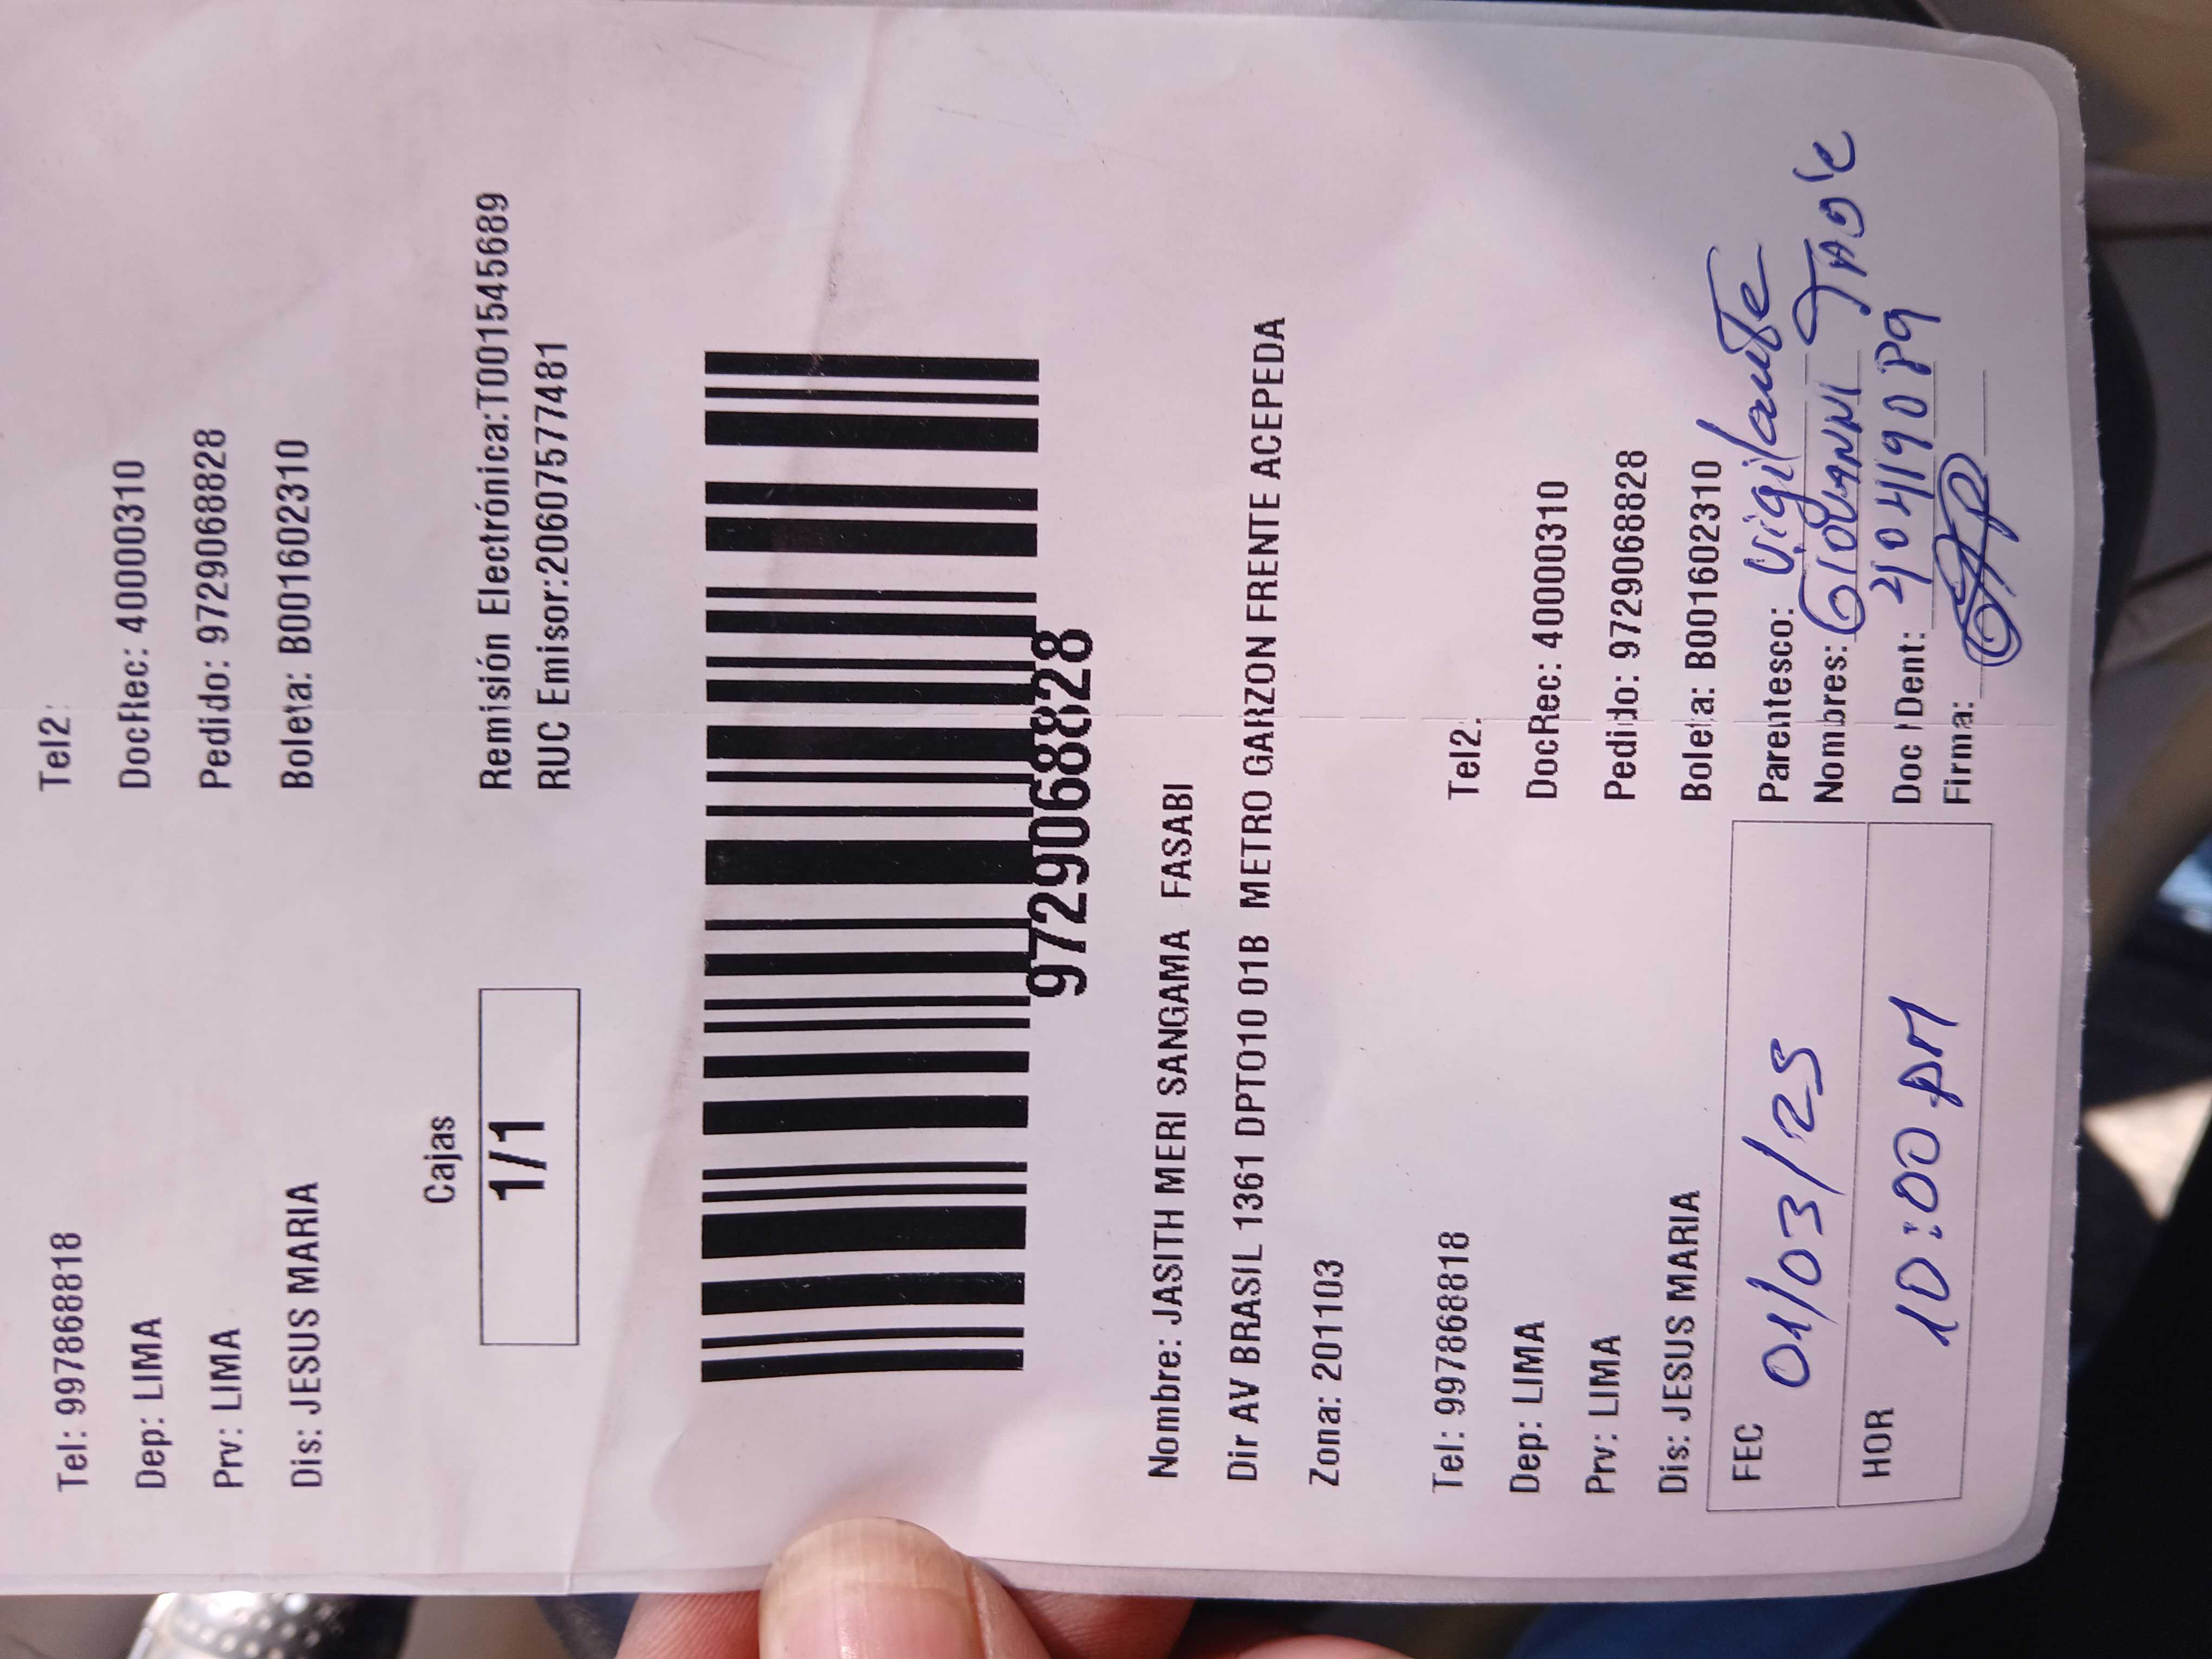 Tel: 997868818 Tel2:
Dep: LIMA DocRec: 40000310
Prv: LIMA Pedido: 9729068828
Dis: JESUS MARIA Boleta: B001602310
Cajas
1/1
Remisión Electrónica:T001545689
RUC Emisor:20607577481
9729068828
Nombre: JASITH MERI SANGAMA FASABI
Dir AV BRASIL 1361 DPTO10 01B METRO GARZON FRENTE ACEPEDA
Zona: 201103
Tel: 997868818 Tel2:
Dep: LIMA DocRec: 40000310
Prv: LIMA Pedido: 9729068828
Dis: JESUS MARIA Boleta: B001602310
FEC 01/03/25
HOR 10:00 pm
Parentesco: Vigilante
Nombres: GIOVANNI
Doc Ident:
Firma: